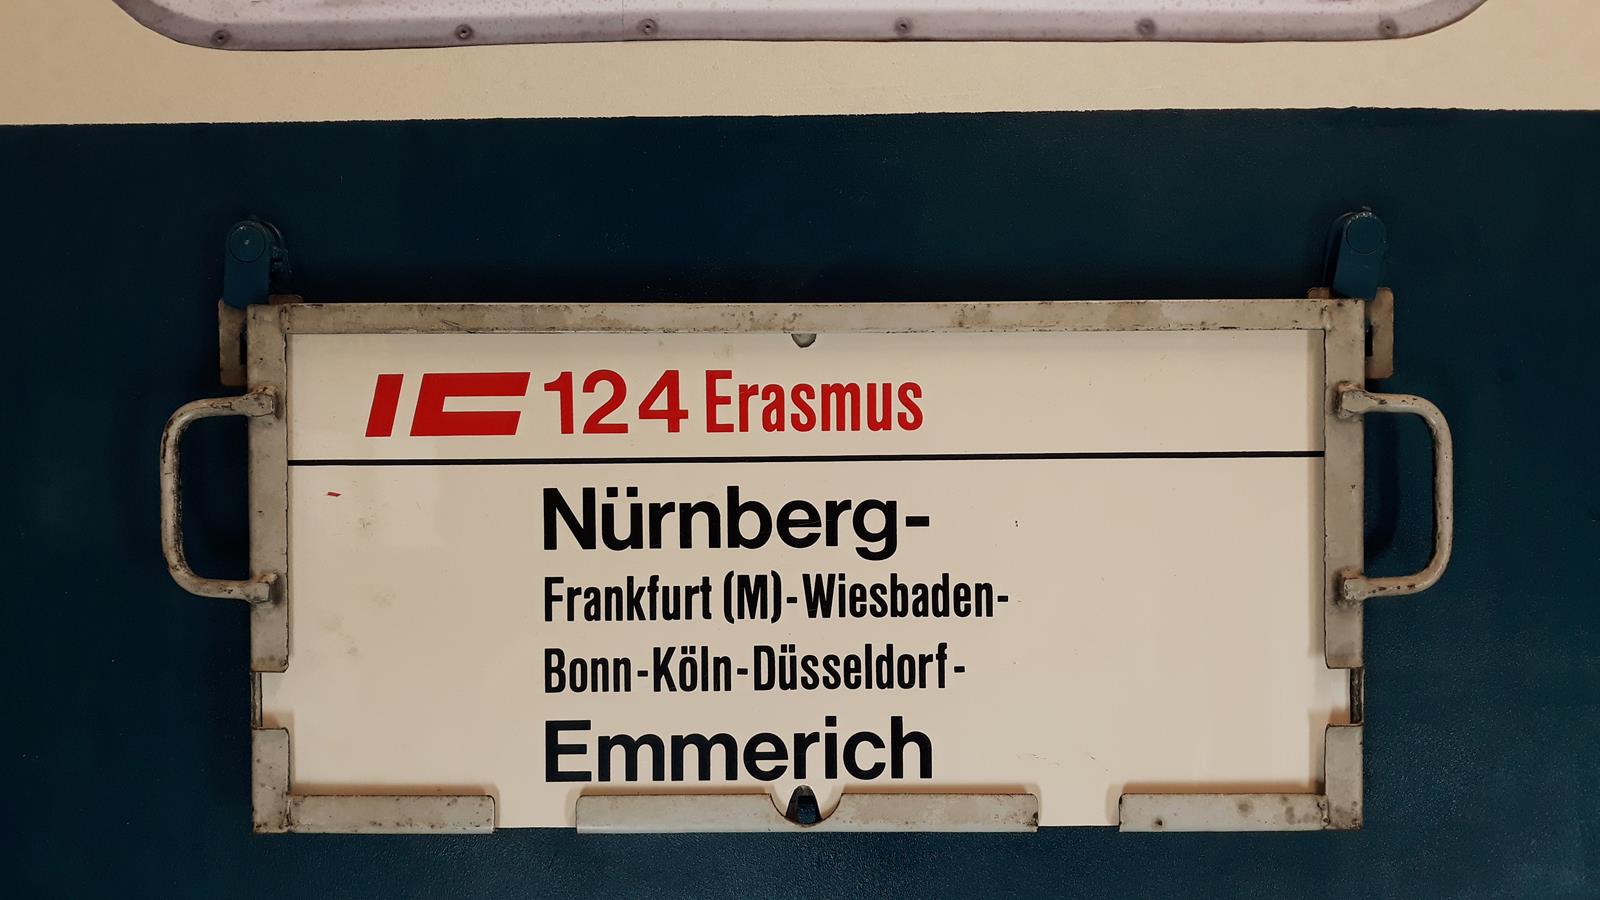 IC 124 Erasmus
Nürnberg-
Frankfurt (M)-Wiesbaden-
Bonn-Köln-Düsseldorf-
Emmerich